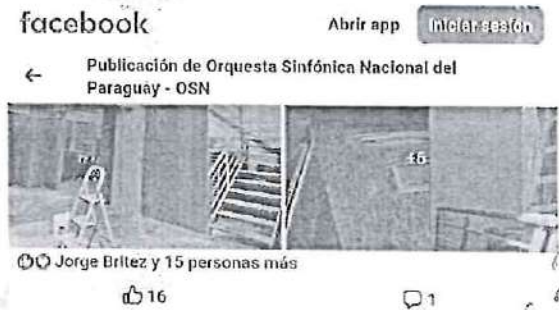 facebook
Abrir app
Iniciar sesión
Publicación de Orquesta Sinfónica Nacional del
Paraguay - OSN
Jorge Britez y 15 personas más
16
1